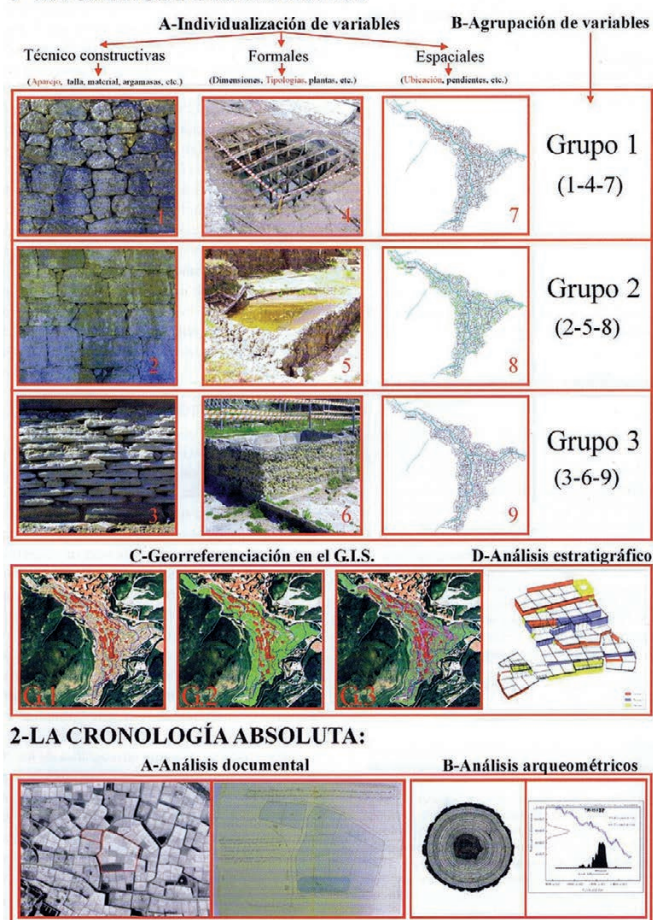 A-Individualización de variables
B-Agrupación de variables
Técnico constructivas
Formales
Espaciales
(Aparejo, talla, material, argamasas, etc.)
(Dimensiones, Tipologías, plantas, etc.)
(Ubicación, pendientes, etc.)
1
4
7
Grupo 1
(1-4-7)
2
5
8
Grupo 2
(2-5-8)
3
6
9
Grupo 3
(3-6-9)
C-Georreferenciación en el G.I.S.
D-Análisis estratigráfico
Gr1
Gr2
Gr3
2-LA CRONOLOGÍA ABSOLUTA:
A-Análisis documental
B-Análisis arqueométricos